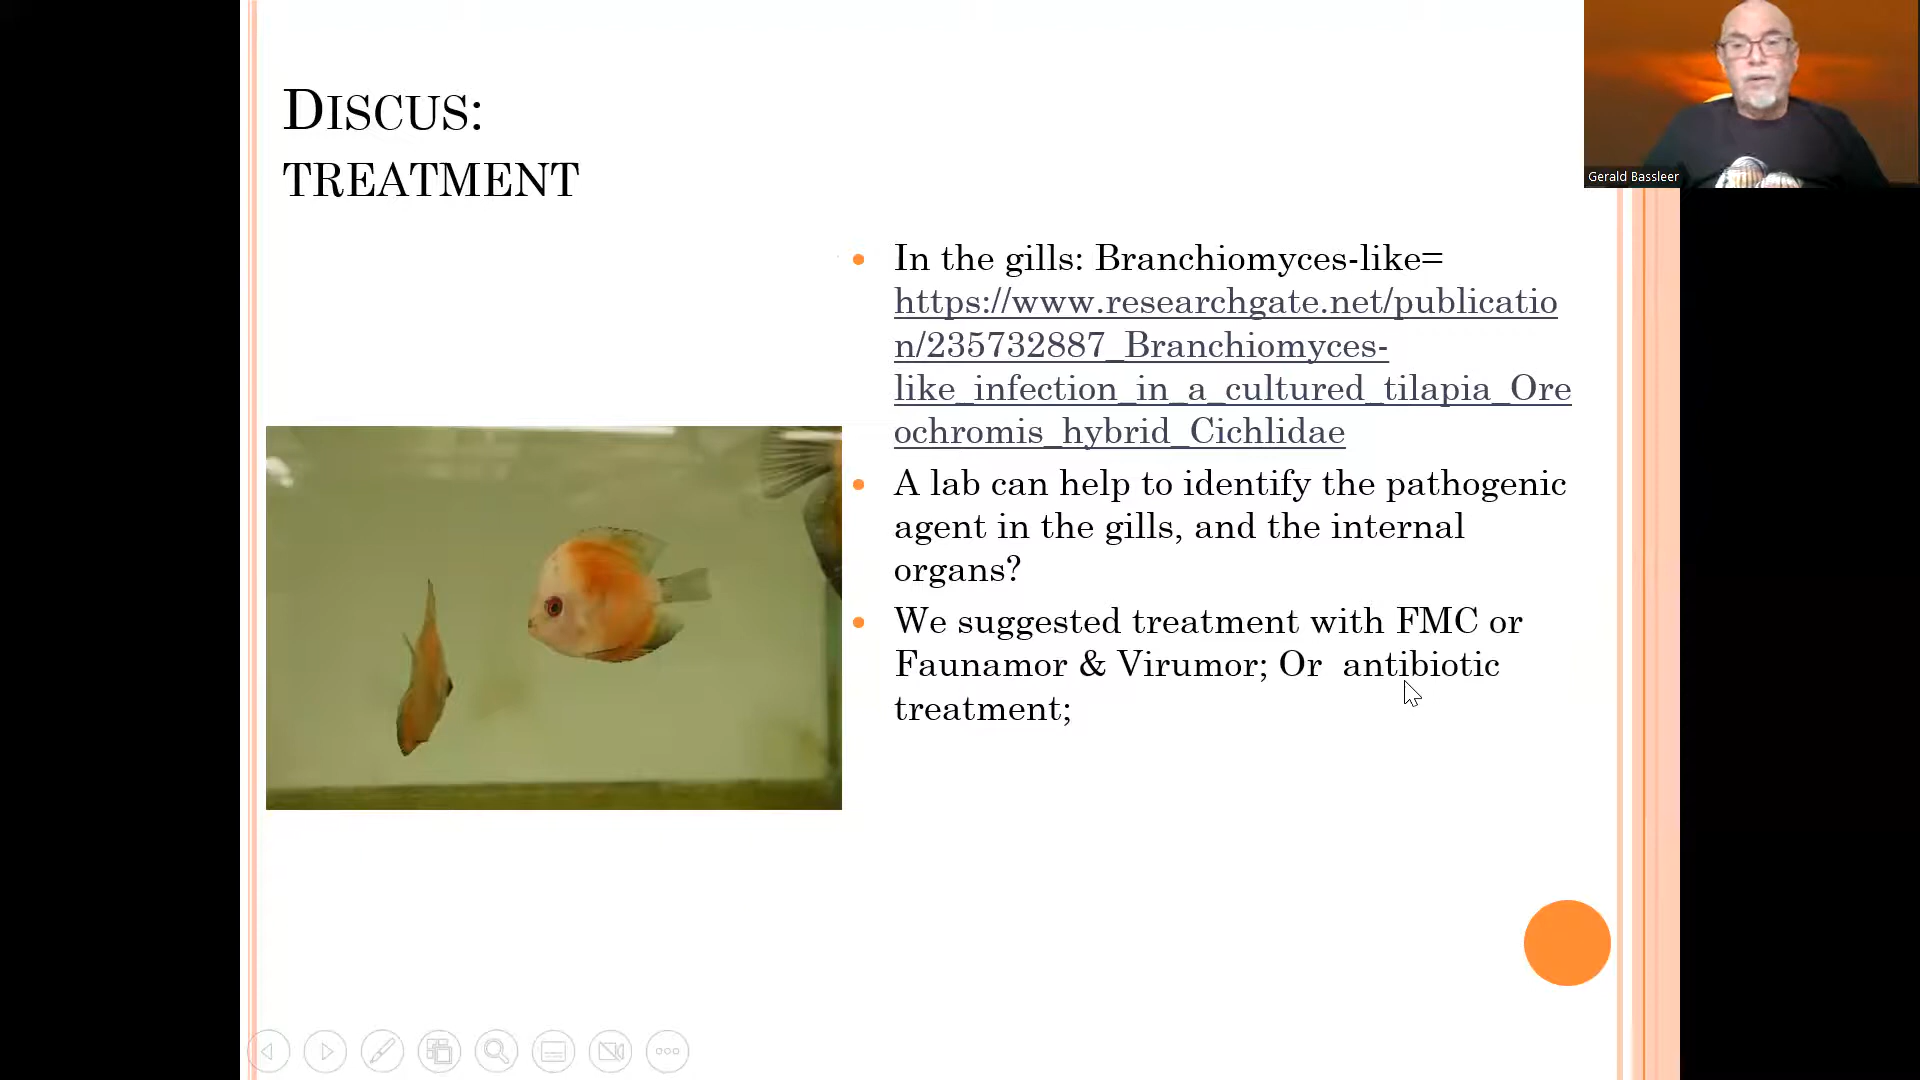 DISCUS:
TREATMENT
Gerald Bassleer
• In the gills: Branchiomyces-like=
https://www.researchgate.net/publicatio
n/235732887_Branchiomyces-
like_infection_in_a_cultured_tilapia_Ore
ochromis_hybrid_Cichlidae
• A lab can help to identify the pathogenic
agent in the gills, and the internal
organs?
• We suggested treatment with FMC or
Faunamor & Virumor; Or  antibiotic
treatment;